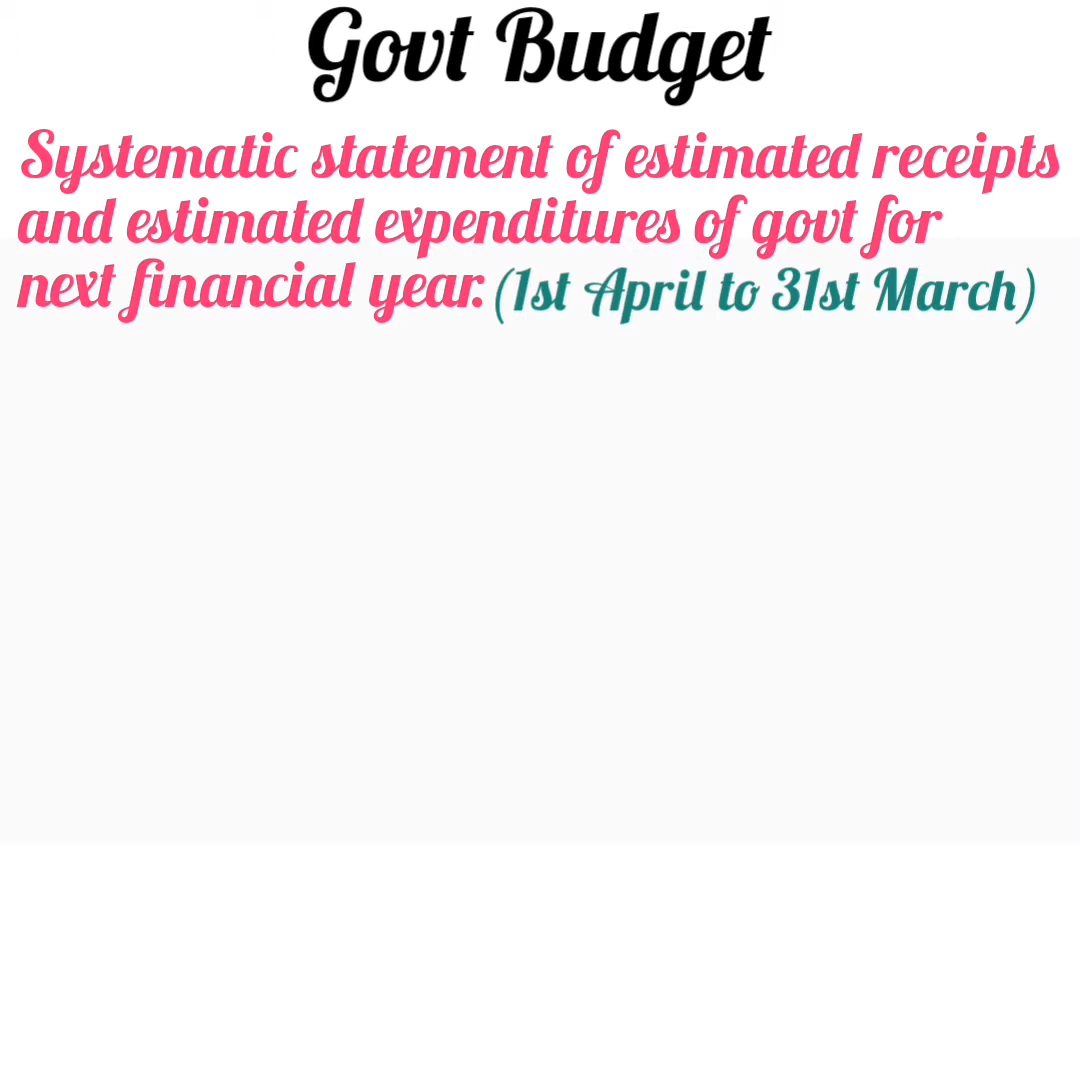 Govt Budget
Systematic statement of estimated receipts
and estimated expenditures of govt for
next financial year. (1st April to 31st March)